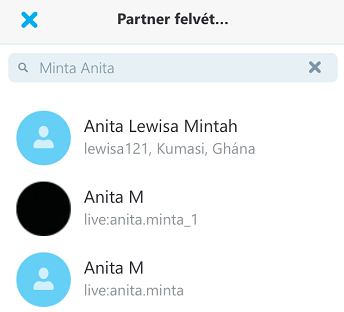 Partner felvét...
Minta Anita
Anita Lewisa Mintah
lewisa121, Kumasi, Ghána
Anita M
live:anita.minta_1
Anita M
live:anita.minta